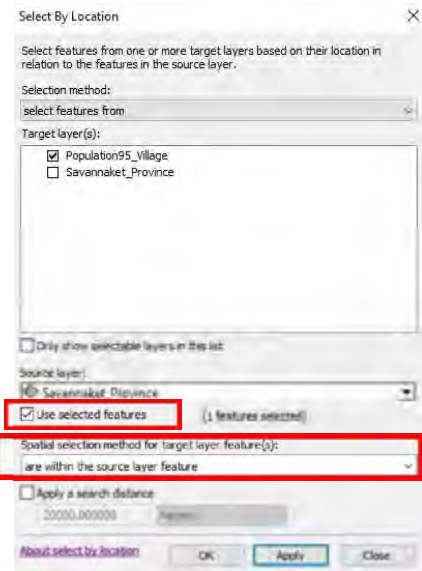 Select By Location
Select features from one or more target layers based on their location in
relation to the features in the source layer.
Selection method:
select features from
Target layer(s):
Population95_Village
Savannaket_Province
Only show selectable layers in this list
Source layer:
Savannaket_Province
Use selected features (1 features selected)
Spatial selection method for target layer feature(s):
are within the source layer feature
Apply a search distance
20000.000000
About select by location OK Apply Close